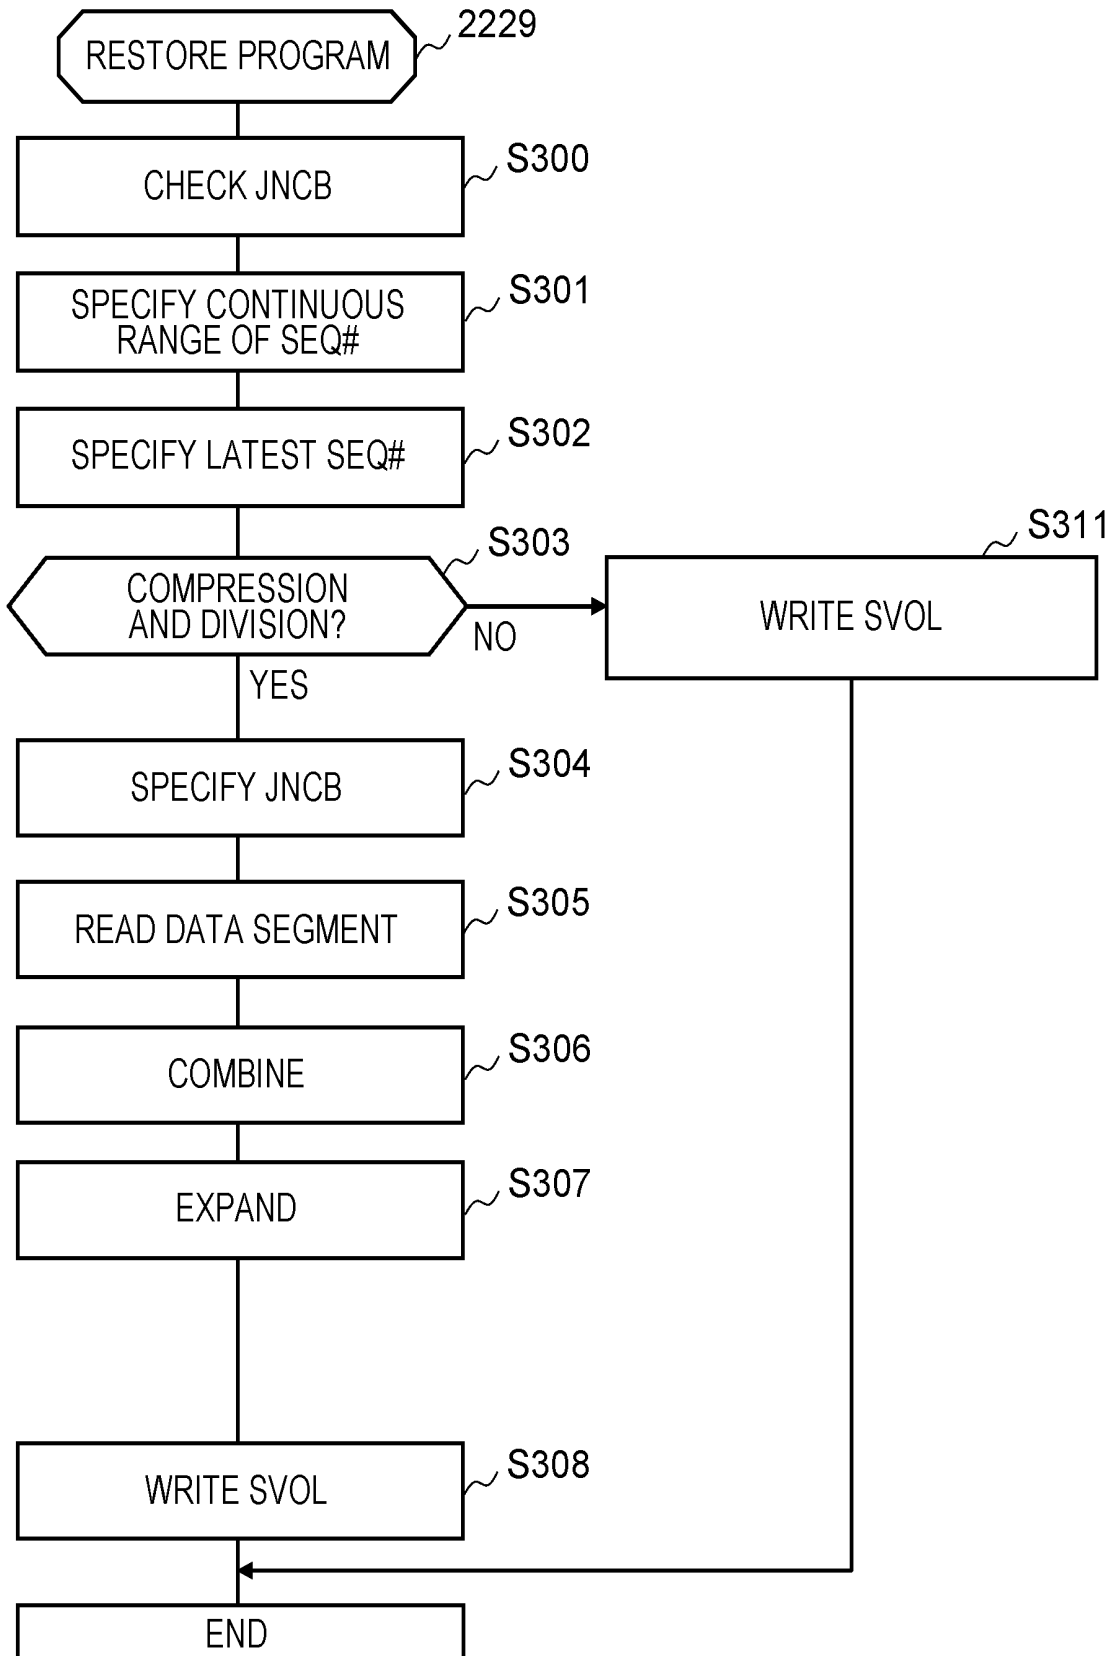 RESTORE PROGRAM
2229
CHECK JNCB
S300
SPECIFY CONTINUOUS
RANGE OF SEQ#
S301
SPECIFY LATEST SEQ#
S302
COMPRESSION
AND DIVISION?
S303
NO
YES
WRITE SVOL
S311
SPECIFY JNCB
S304
READ DATA SEGMENT
S305
COMBINE
S306
EXPAND
S307
WRITE SVOL
S308
END